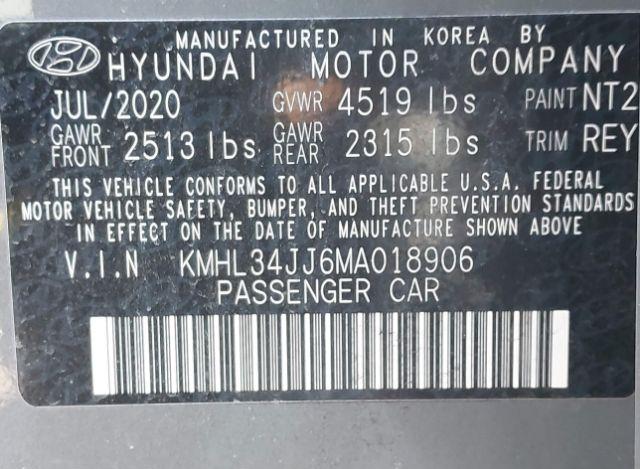 MANUFACTURED IN KOREA BY
HYUNDAI MOTOR COMPANY
JUL/2020 GVWR 4519 lbs PAINT NT2
GAWR FRONT 2513 lbs GAWR REAR 2315 lbs TRIM REY
THIS VEHICLE CONFORMS TO ALL APPLICABLE U.S.A. FEDERAL
MOTOR VEHICLE SAFETY, BUMPER, AND THEFT PREVENTION STANDARDS
IN EFFECT ON THE DATE OF MANUFACTURE SHOWN ABOVE
V.I.N KMHL34JJ6MA018906
PASSENGER CAR